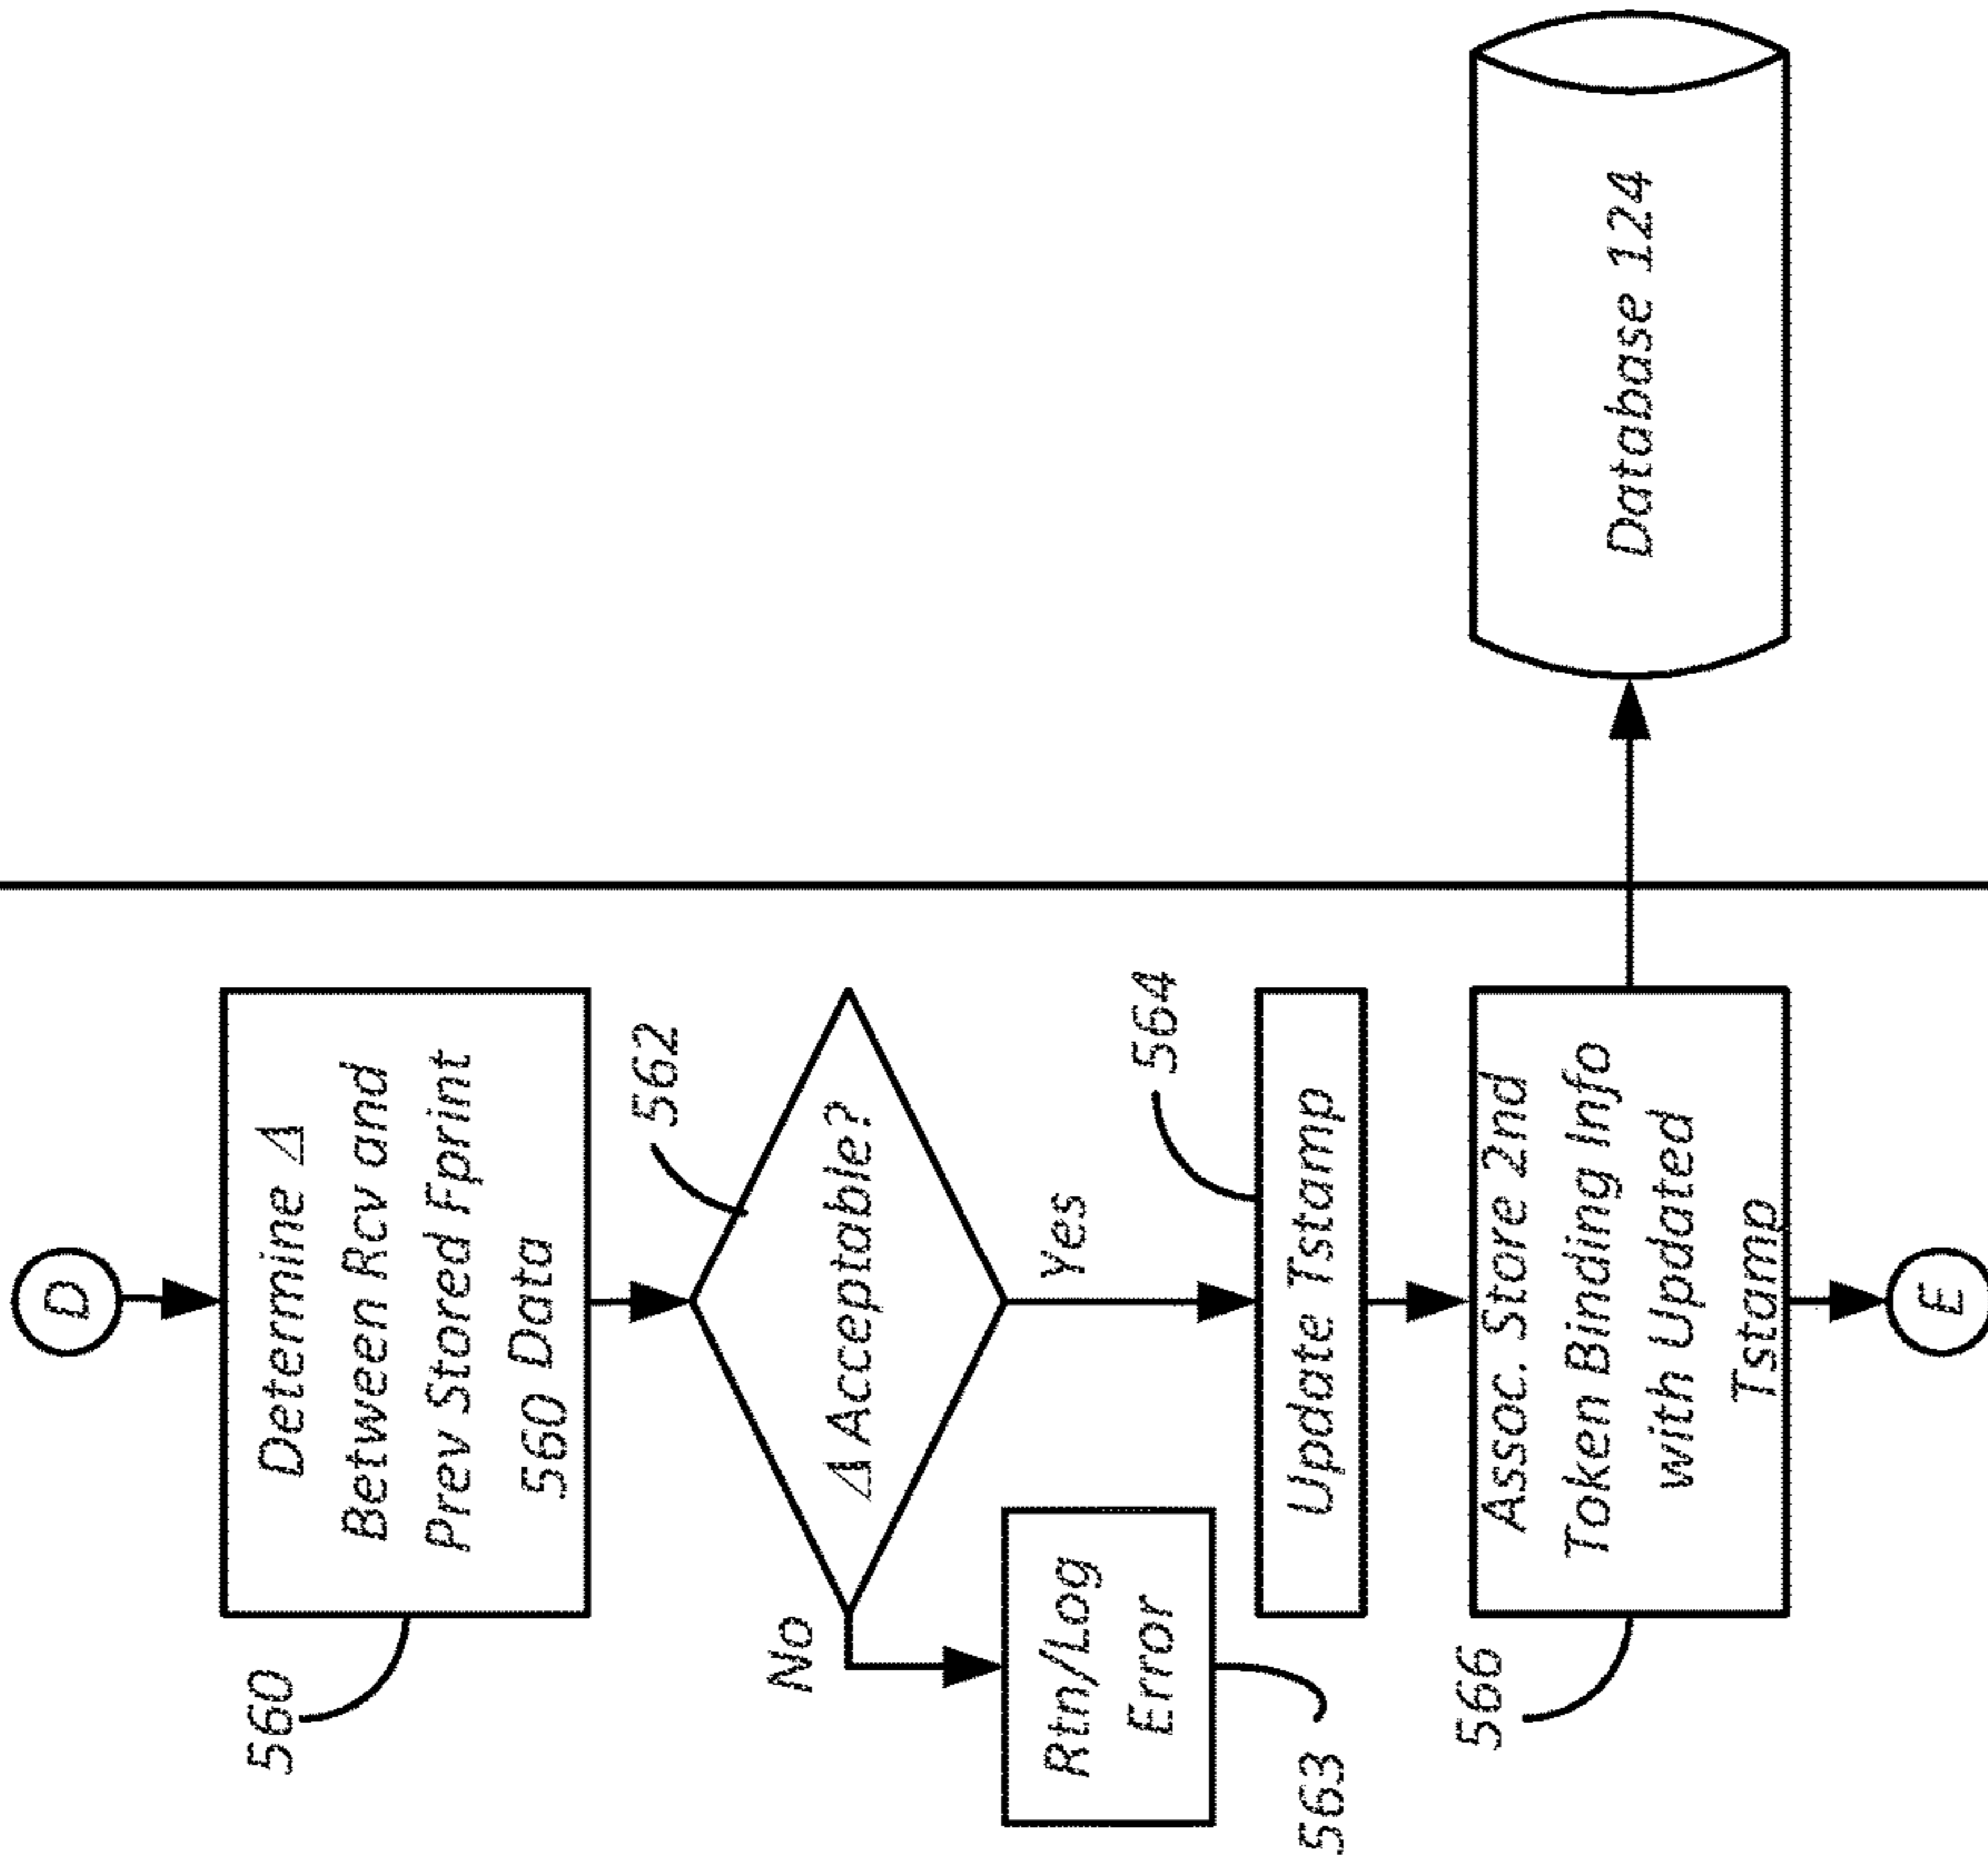 D
560
Determine Δ
Between Rcv and
Prev Stored Fprint
560 Data
562
Δ Acceptable?
No
Yes
Rtn/Log
Error
563
564
Update Tstamp
566
Assoc. Store 2nd
Token Binding Info
with Updated
Tstamp
Database 124
E